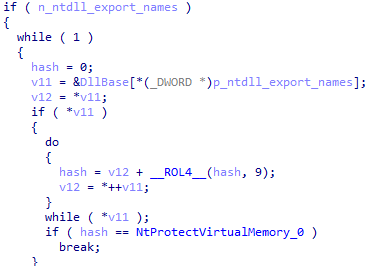 if ( n_ntdll_export_names )
{
while ( 1 )
{
hash = 0;
v11 = &DllBase[*(_DWORD *)p_ntdll_export_names];
v12 = *v11;
if ( *v11 )
{
do
{
hash = v12 + __ROL4__(hash, 9);
v12 = *++v11;
}
while ( *v11 );
if ( hash == NtProtectVirtualMemory_0 )
break;
}